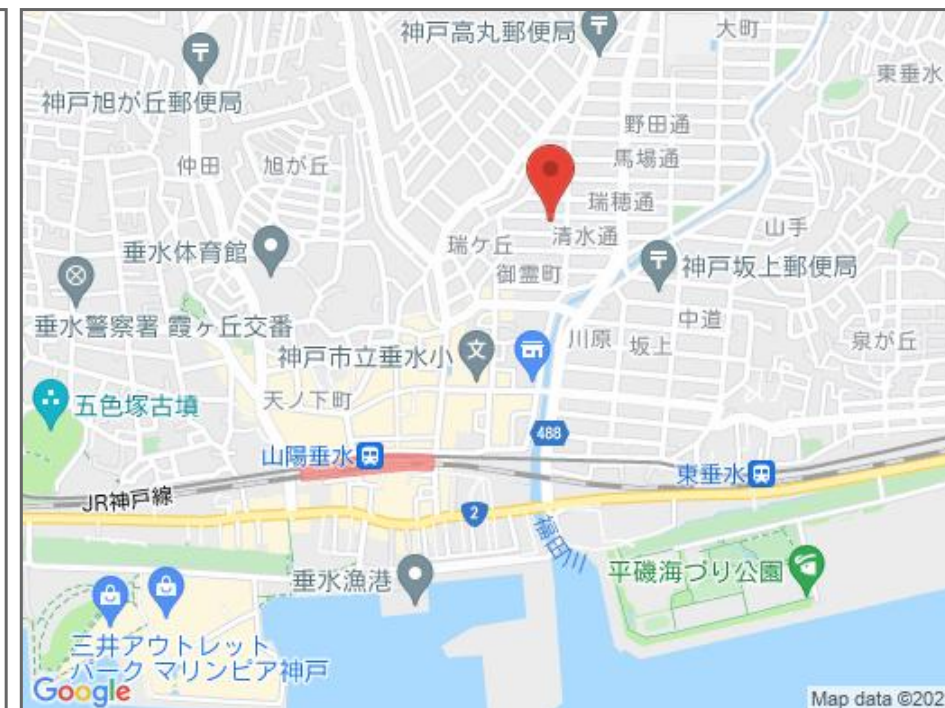 神戸高丸郵便局
大町
東垂水
神戸旭が丘郵便局
野田通
馬場通
仲田
旭が丘
瑞穂通
山手
垂水体育館
瑞ケ丘
清水通
御霊町
神戸坂上郵便局
垂水警察署 霞ヶ丘交番
川原
坂上
中道
泉が丘
神戸市立垂水小
五色塚古墳
天ノ下町
488
山陽垂水
東垂水
JR神戸線
2
福田川
垂水漁港
平磯海づり公園
三井アウトレット
パーク マリンピア神戸
Google
Map data ©202